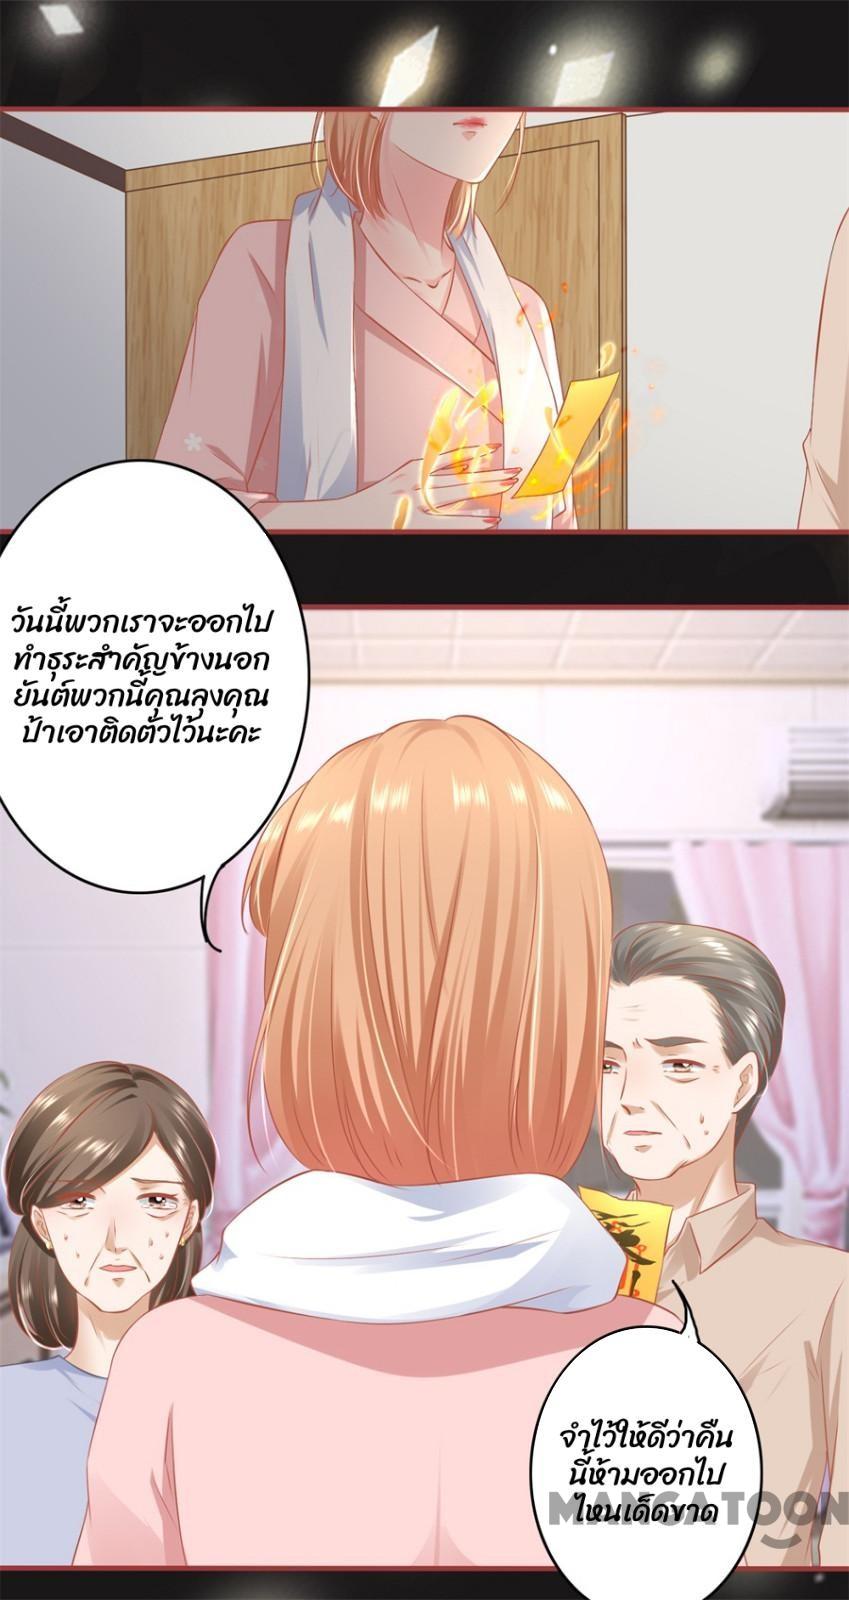 วันนี้พวกเราจะออกไป
ทำธุระสำคัญข้างนอก
ยันต์พวกนี้คุณลุงคุณ
ป้าเอาติดตัวไว้นะคะ
จำไว้ให้ดีว่าคืน
นี้ห้ามออกไป
ไหนเด็ดขาด
MANGATOON